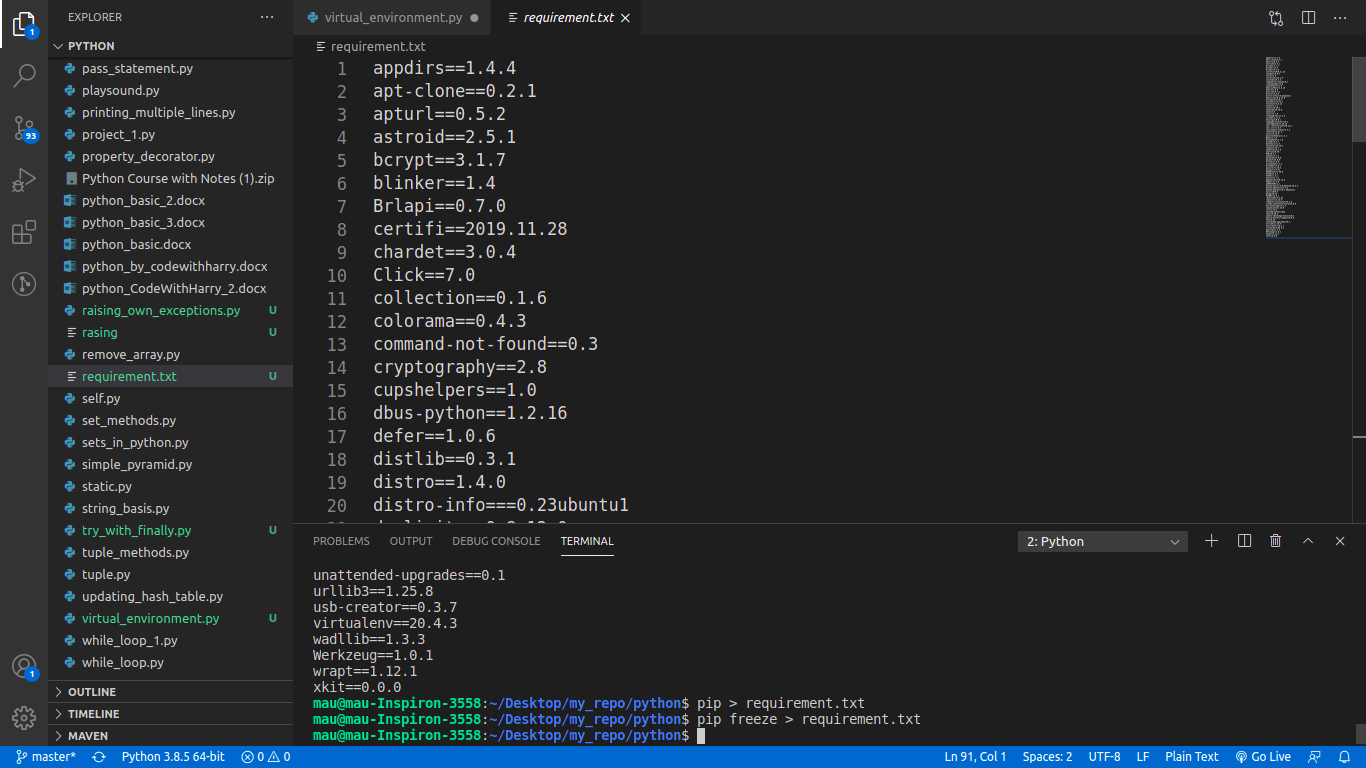 EXPLORER
virtual_environment.py
requirement.txt
PYTHON
requirement.txt
pass_statement.py
playsound.py
printing_multiple_lines.py
project_1.py
property_decorator.py
Python Course with Notes (1).zip
python_basic_2.docx
python_basic_3.docx
python_basic.docx
python_by_codewithharry.docx
python_CodeWithHarry_2.docx
raising_own_exceptions.py U
rasing U
remove_array.py
requirement.txt U
self.py
set_methods.py
sets_in_python.py
simple_pyramid.py
static.py
string_basis.py
try_with_finally.py U
tuple_methods.py
tuple.py
updating_hash_table.py
virtual_environment.py U
while_loop_1.py
while_loop.py
OUTLINE
TIMELINE
MAVEN
1
93
1
1 appdirs==1.4.4
2 apt-clone==0.2.1
3 apturl==0.5.2
4 astroid==2.5.1
5 bcrypt==3.1.7
6 blinker==1.4
7 Brlapi==0.7.0
8 certifi==2019.11.28
9 chardet==3.0.4
10 Click==7.0
11 collection==0.1.6
12 colorama==0.4.3
13 command-not-found==0.3
14 cryptography==2.8
15 cupshelpers==1.0
16 dbus-python==1.2.16
17 defer==1.0.6
18 distlib==0.3.1
19 distro==1.4.0
20 distro-info===0.23ubuntu1
PROBLEMS OUTPUT DEBUG CONSOLE TERMINAL 2: Python
unattended-upgrades==0.1
urllib3==1.25.8
usb-creator==0.3.7
virtualenv==20.4.3
wadllib==1.3.3
Werkzeug==1.0.1
wrapt==1.12.1
xkit==0.0.0
mau@mau-Inspiron-3558:~/Desktop/my_repo/python$ pip > requirement.txt
mau@mau-Inspiron-3558:~/Desktop/my_repo/python$ pip freeze > requirement.txt
mau@mau-Inspiron-3558:~/Desktop/my_repo/python$
master* Python 3.8.5 64-bit 0 0 Ln 91, Col 1 Spaces: 2 UTF-8 LF Plain Text Go Live